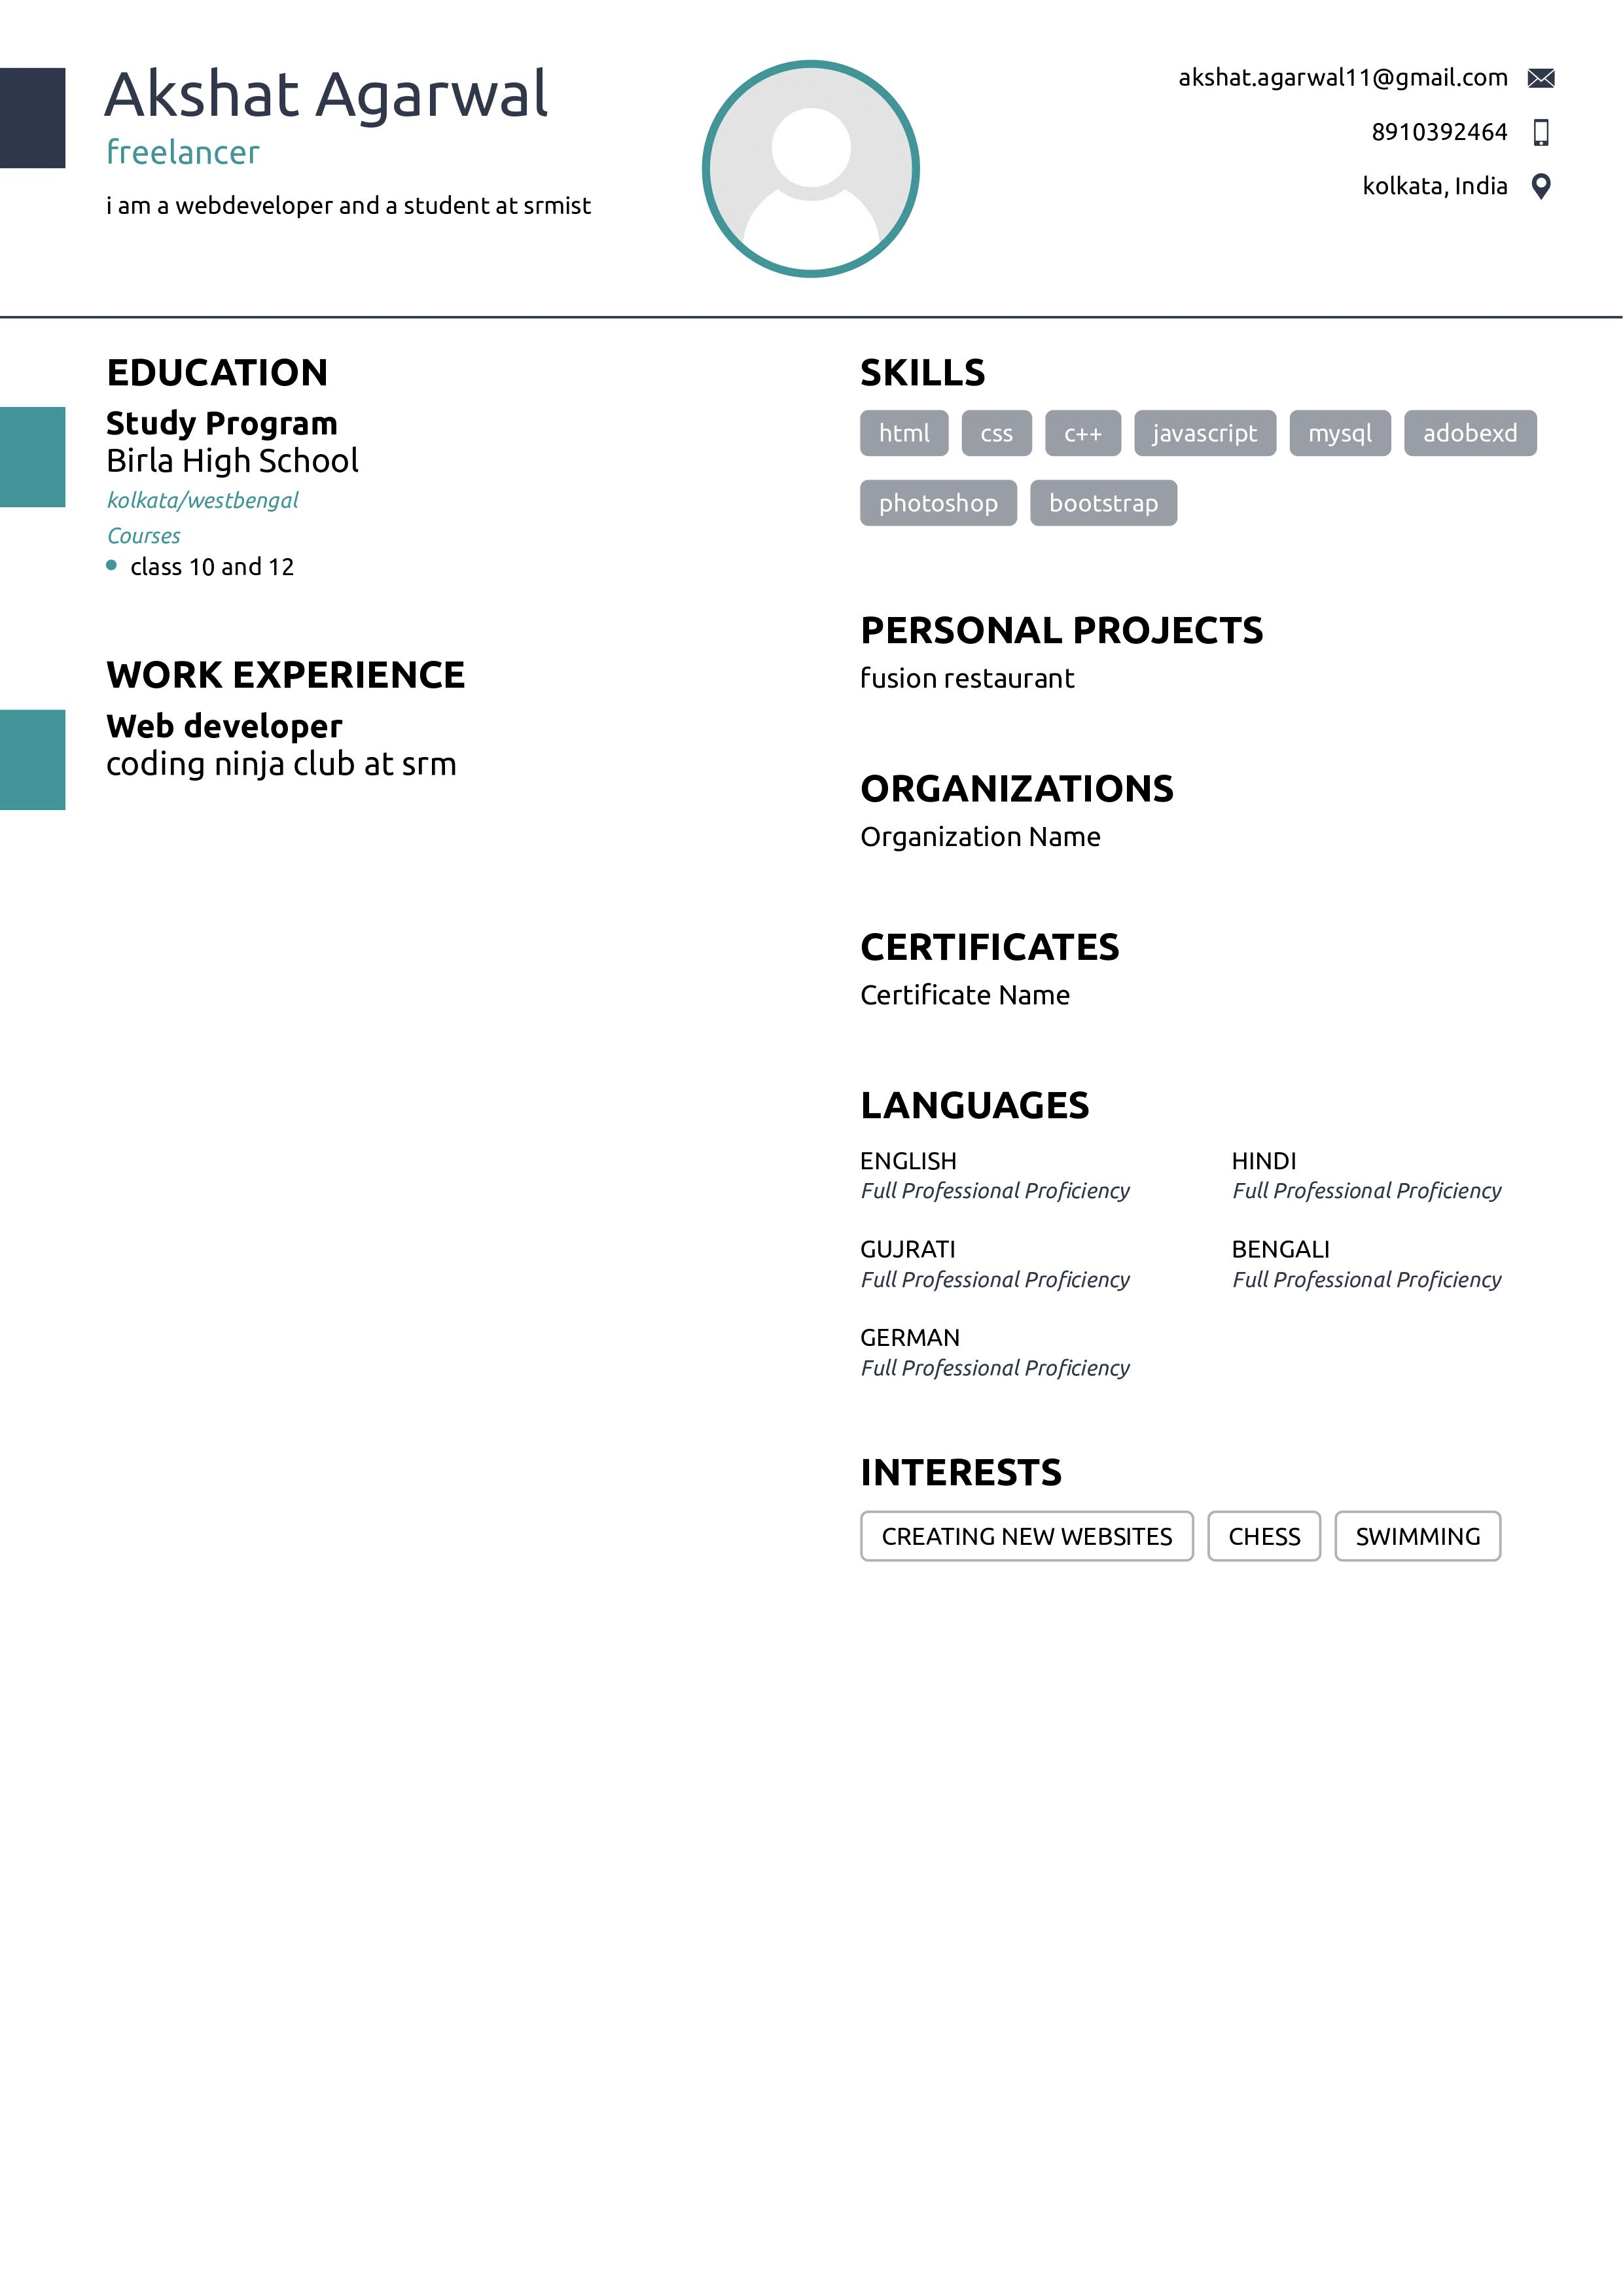 Akshat Agarwal
freelancer
i am a webdeveloper and a student at srmist
akshat.agarwal11@gmail.com
8910392464
kolkata, India
EDUCATION
Study Program
Birla High School
kolkata/westbengal
Courses
class 10 and 12
WORK EXPERIENCE
Web developer
coding ninja club at srm
SKILLS
html css c++ javascript mysql adobexd
photoshop bootstrap
PERSONAL PROJECTS
fusion restaurant
ORGANIZATIONS
Organization Name
CERTIFICATES
Certificate Name
LANGUAGES
ENGLISH HINDI
Full Professional Proficiency Full Professional Proficiency
GUJRATI BENGALI
Full Professional Proficiency Full Professional Proficiency
GERMAN
Full Professional Proficiency
INTERESTS
CREATING NEW WEBSITES CHESS SWIMMING